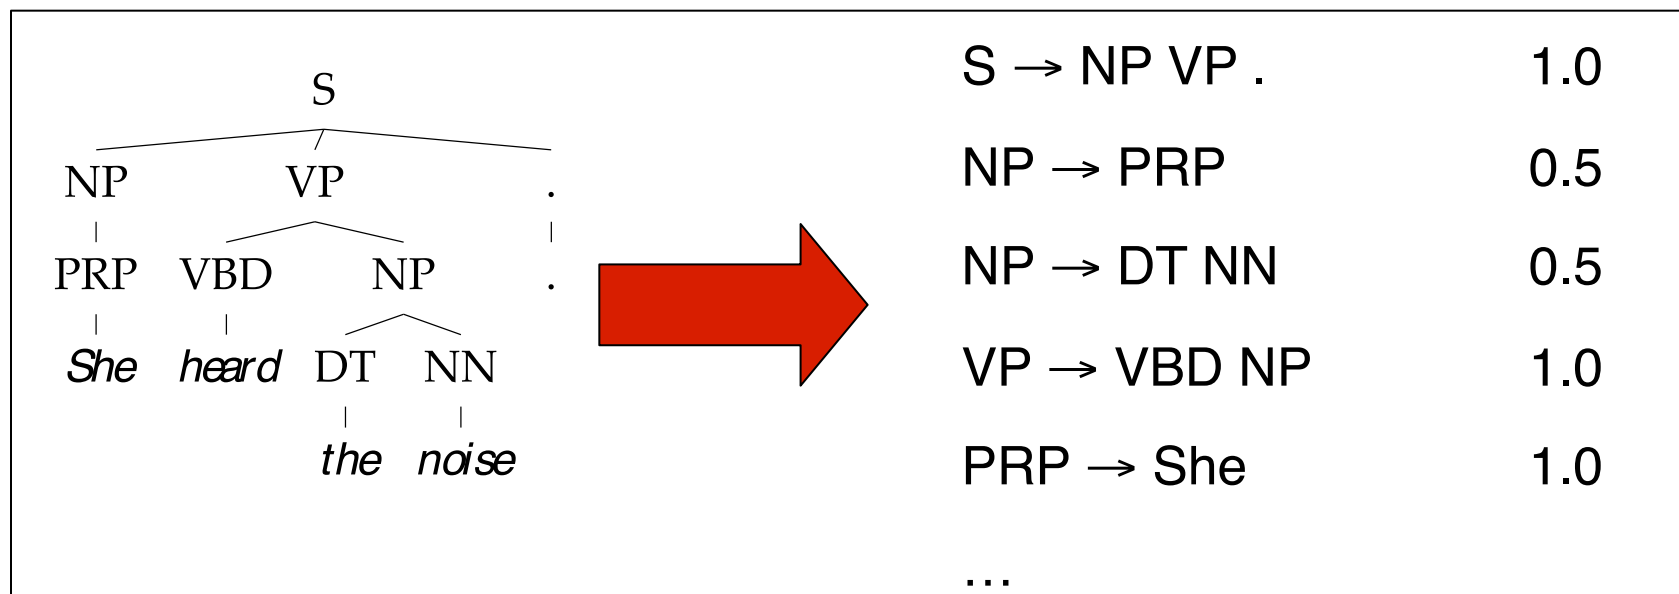 S
NP VP .
PRP VBD NP .
She heard DT NN
the noise
S → NP VP . 1.0
NP → PRP 0.5
NP → DT NN 0.5
VP → VBD NP 1.0
PRP → She 1.0
…